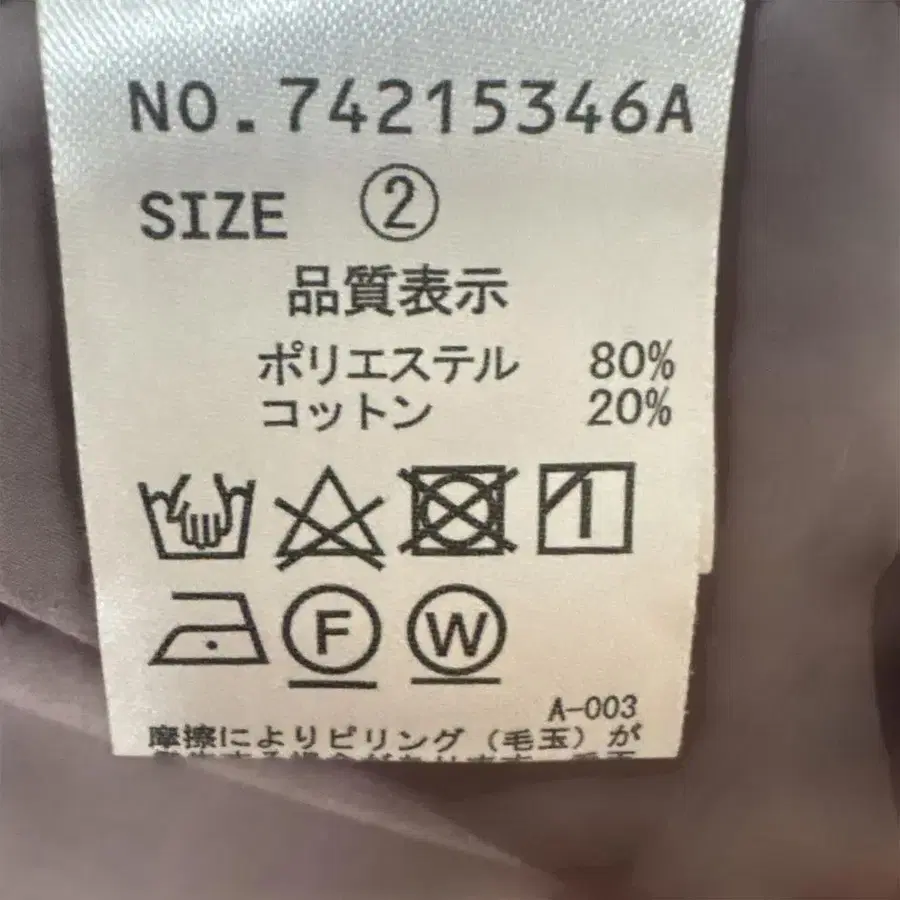 NO.74215346A
SIZE ②
品質表示
ポリエステル 80%
コットン 20%
F W
A-003
摩擦によりピリング(毛玉)が